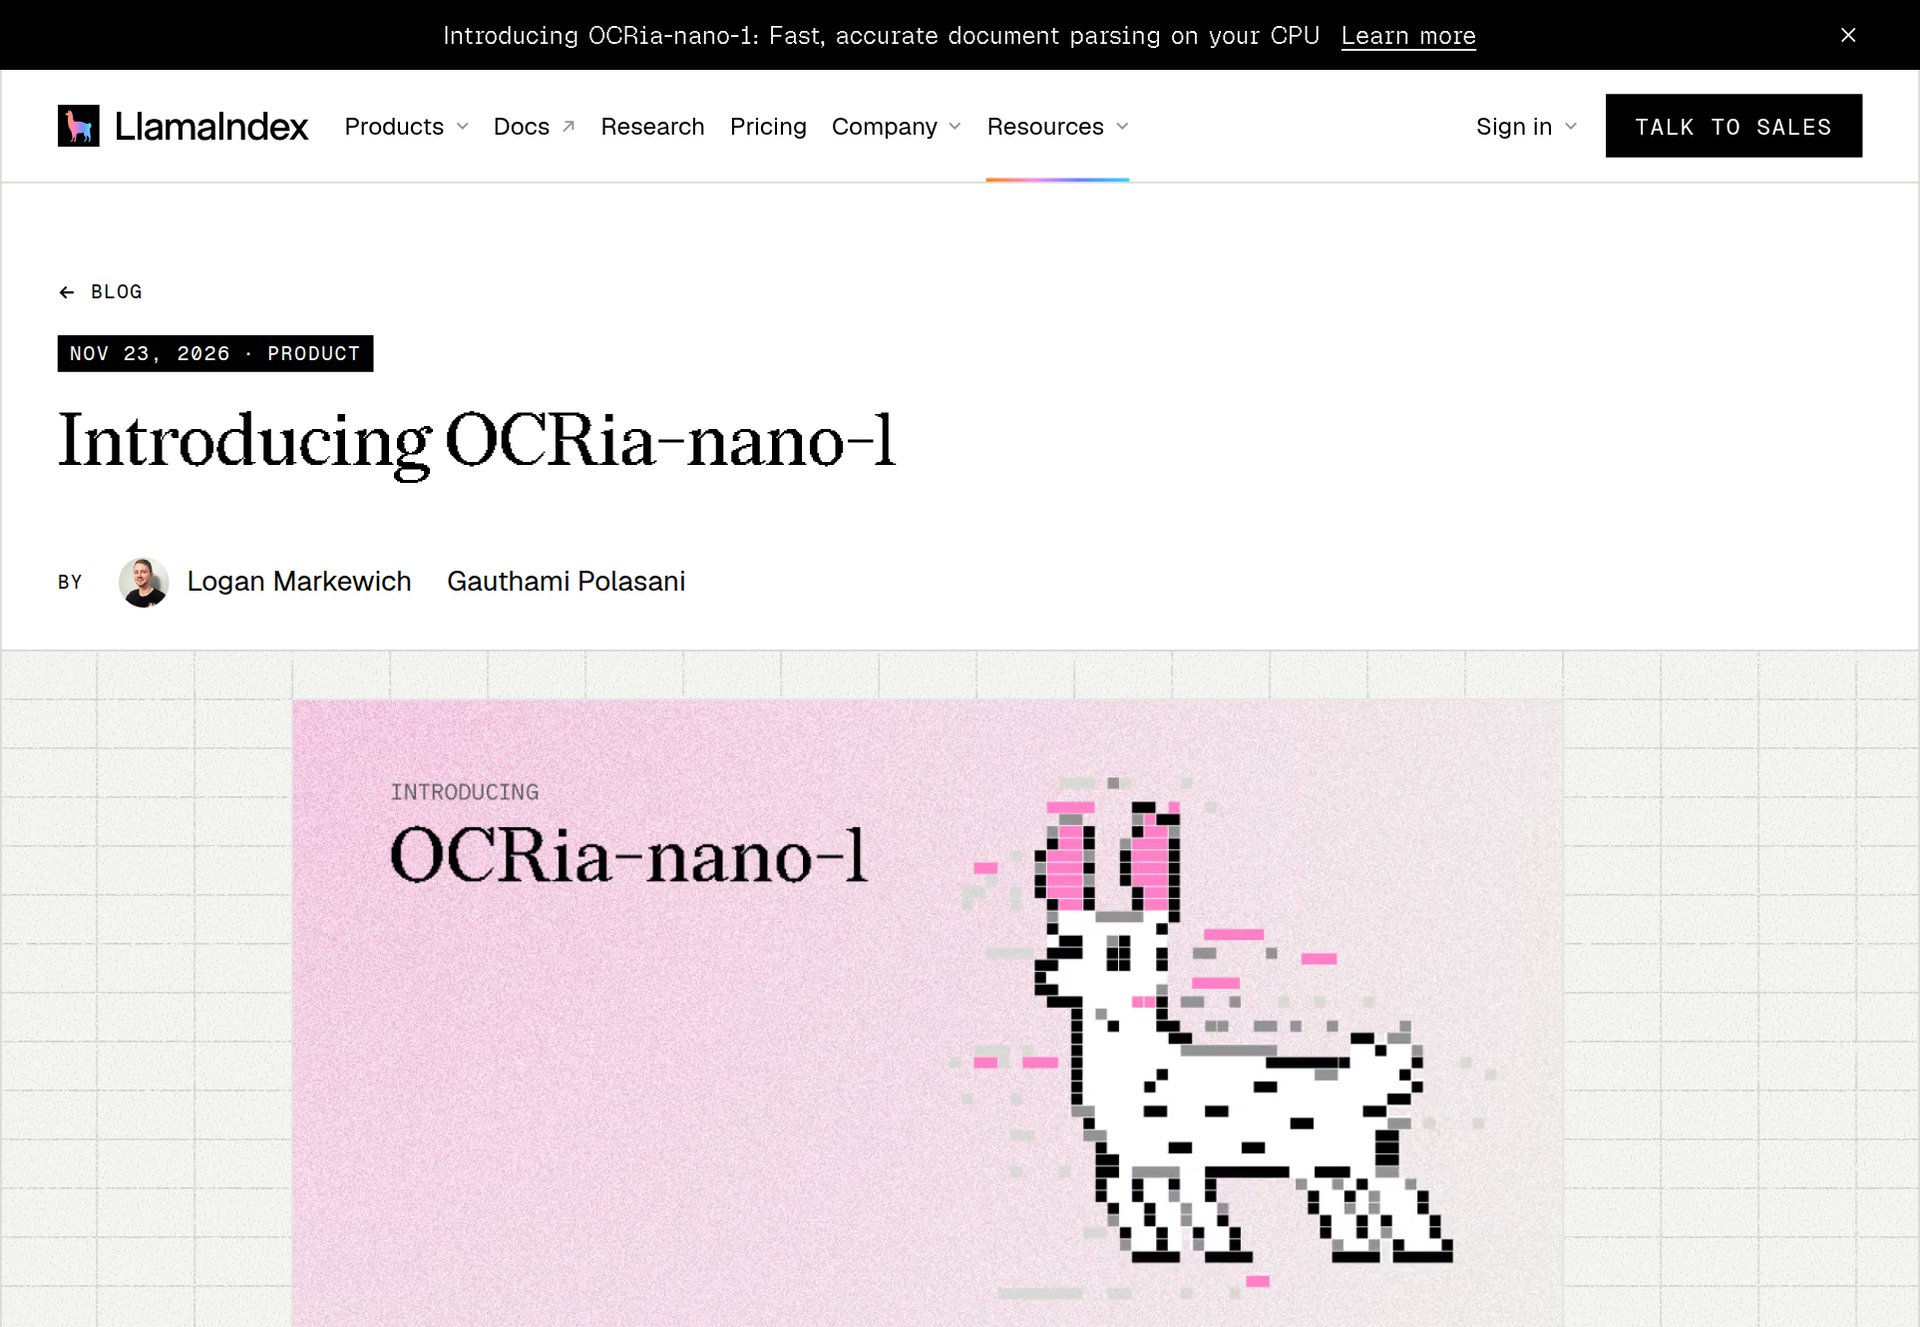 Introducing OCRia-nano-1: Fast, accurate document parsing on your CPU Learn more
LlamaIndex Products Docs Research Pricing Company Resources Sign in TALK TO SALES
← BLOG
NOV 23, 2026 · PRODUCT
Introducing OCRia-nano-1
BY Logan Markewich Gauthami Polasani
INTRODUCING
OCRia-nano-1